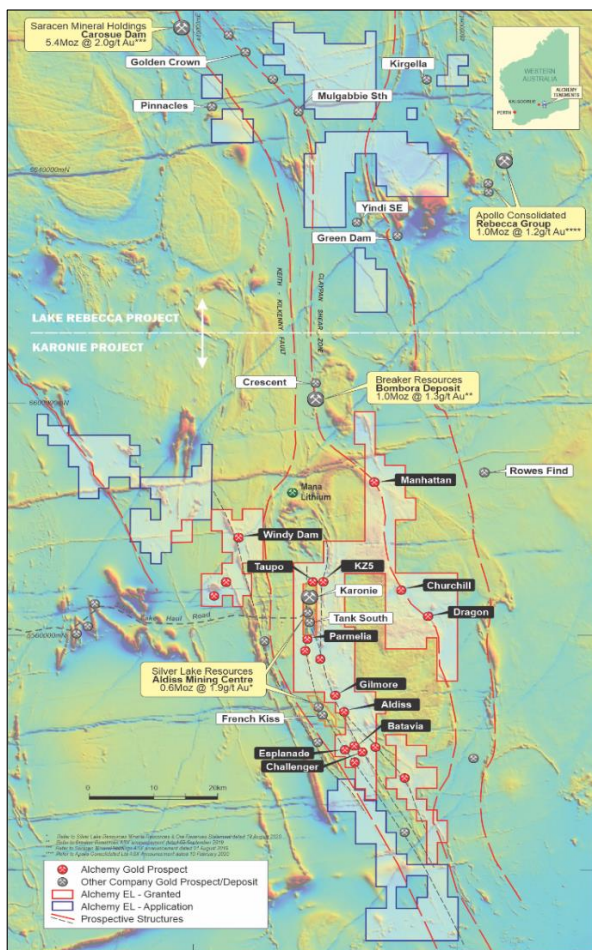 Saracen Mineral Holdings
Carosue Dam
5.4Moz @ 2.0g/t Au***
Golden Crown
Pinnacles
Mulgabbie Sth
Kirgella
WESTERN
AUSTRALIA
KALGOORLIE
PERTH
ALCHEMY
TENEMENTS
Apollo Consolidated
Rebecca Group
1.0Moz @ 1.2g/t Au****
Yindi SE
Green Dam
KEITH - KILKENNY FAULT
CLAYPAN SHEAR ZONE
LAKE REBECCA PROJECT
KARONIE PROJECT
Crescent
Breaker Resources
Bombora Deposit
1.0Moz @ 1.3g/t Au**
6600000mN
Rowes Find
Manhattan
Mana
Lithium
Windy Dam
Taupo
KZ5
Karonie
Churchill
Dragon
Haul Road
Tank South
Parmelia
Silver Lake Resources
Aldiss Mining Centre
0.6Moz @ 1.9g/t Au*
Gilmore
Aldiss
French Kiss
Batavia
Esplanade
Challenger
0
10
20km
Alchemy Gold Prospect
Other Company Gold Prospect/Deposit
Alchemy EL - Granted
Alchemy EL - Application
Prospective Structures